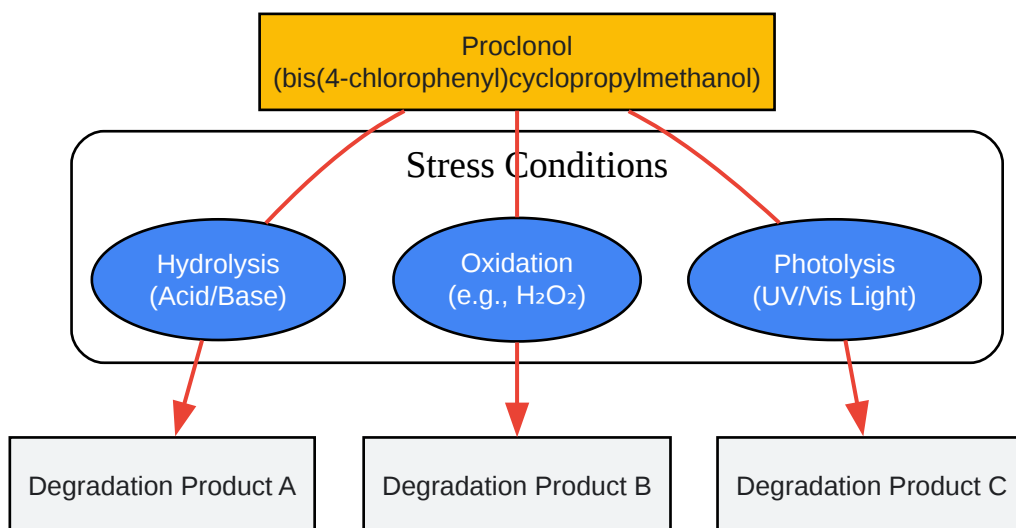 Proclonol
(bis(4-chlorophenyl)cyclopropylmethanol)
Stress Conditions
Hydrolysis
(Acid/Base)
Oxidation
(e.g., H₂O₂)
Photolysis
(UV/Vis Light)
Degradation Product A
Degradation Product B
Degradation Product C